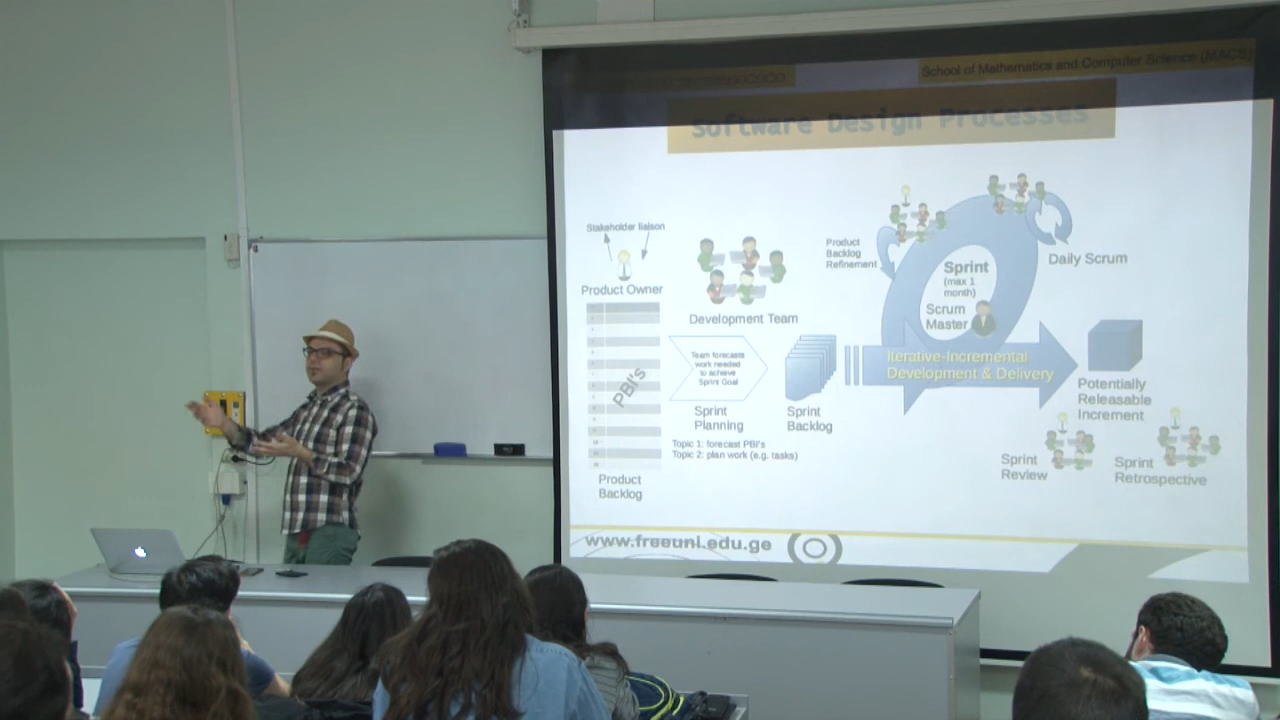 School of Mathematics and Computer Science (MACS)
Software Design Processes
Stakeholder liaison
Product Owner
PBI's
Product
Backlog
Development Team
Team forecasts
work needed
to achieve
Sprint Goal
Sprint
Planning
Topic 1: forecast PBI's
Topic 2: plan work (e.g. tasks)
Sprint
Backlog
Product
Backlog
Refinement
Sprint
(max 1
month)
Scrum
Master
Daily Scrum
Iterative-Incremental
Development & Delivery
Potentially
Releasable
Increment
Sprint
Review
Sprint
Retrospective
www.freeuni.edu.ge